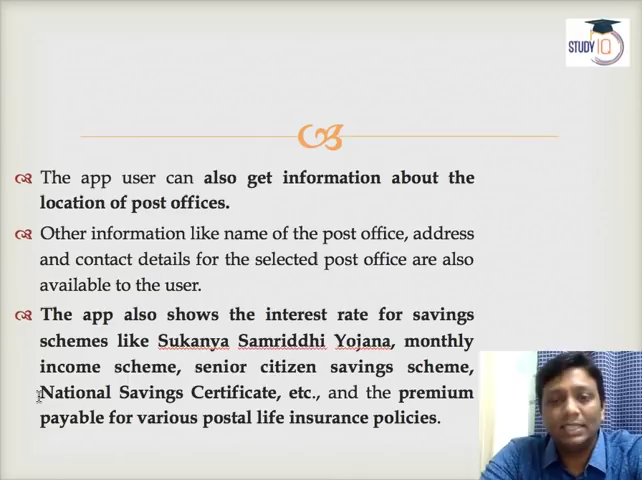 STUDY IQ
The app user can also get information about the
location of post offices.
Other information like name of the post office, address
and contact details for the selected post office are also
available to the user.
The app also shows the interest rate for savings
schemes like Sukanya Samriddhi Yojana, monthly
income scheme, senior citizen savings scheme,
National Savings Certificate, etc., and the premium
payable for various postal life insurance policies.